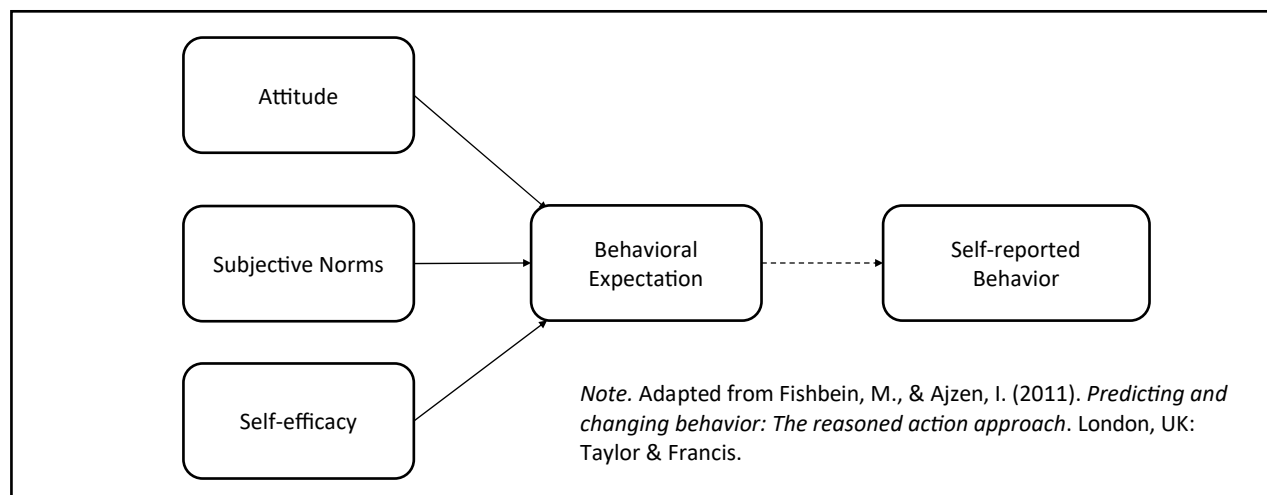 Attitude
Subjective Norms
Self-efficacy
Behavioral
Expectation
Self-reported
Behavior
Note. Adapted from Fishbein, M., & Ajzen, I. (2011). Predicting and
changing behavior: The reasoned action approach. London, UK:
Taylor & Francis.